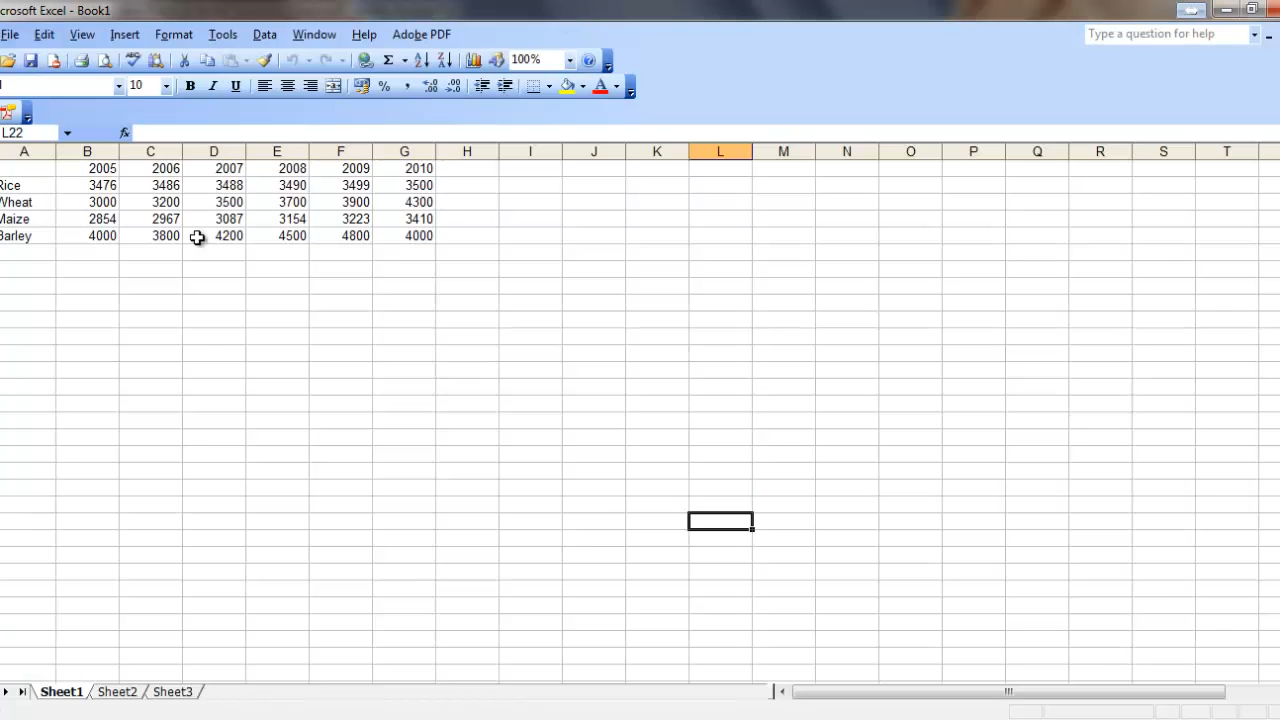 crosoft Excel - Book1
File Edit View Insert Format Tools Data Window Help Adobe PDF Type a question for help
Σ 100%
10 B I U % ,
L22 fx
A B C D E F G H I J K L M N O P Q R S T
2005 2006 2007 2008 2009 2010
Rice 3476 3486 3488 3490 3499 3500
Wheat 3000 3200 3500 3700 3900 4300
Maize 2854 2967 3087 3154 3223 3410
Barley 4000 3800 4200 4500 4800 4000
Sheet1 Sheet2 Sheet3